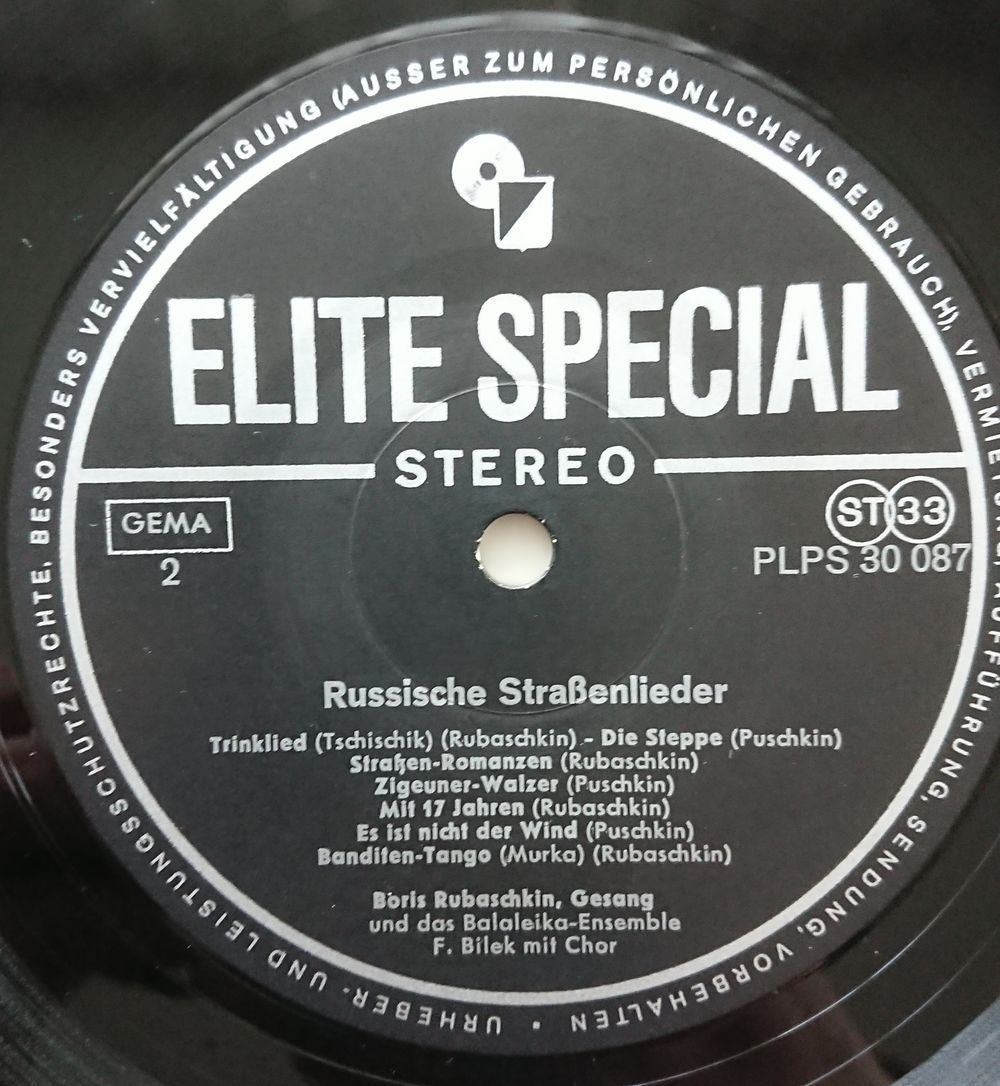 URHEBER- UND LEISTUNGSSCHUTZRECHTE, BESONDERS VERVIELFÄLTIGUNG (AUSSER ZUM PERSÖNLICHEN GEBRAUCH), VERMIETUNG, AUFFÜHRUNG, SENDUNG, VORBEHALTEN •
ELITE SPECIAL
STEREO
GEMA
2
ST 33
PLPS 30 087
Russische Straßenlieder
Trinklied (Tschischik) (Rubaschkin) - Die Steppe (Puschkin)
Straßen-Romanzen (Rubaschkin)
Zigeuner-Walzer (Puschkin)
Mit 17 Jahren (Rubaschkin)
Es ist nicht der Wind (Puschkin)
Banditen-Tango (Murka) (Rubaschkin)
Boris Rubaschkin, Gesang
und das Balaleika-Ensemble
F. Bilek mit Chor